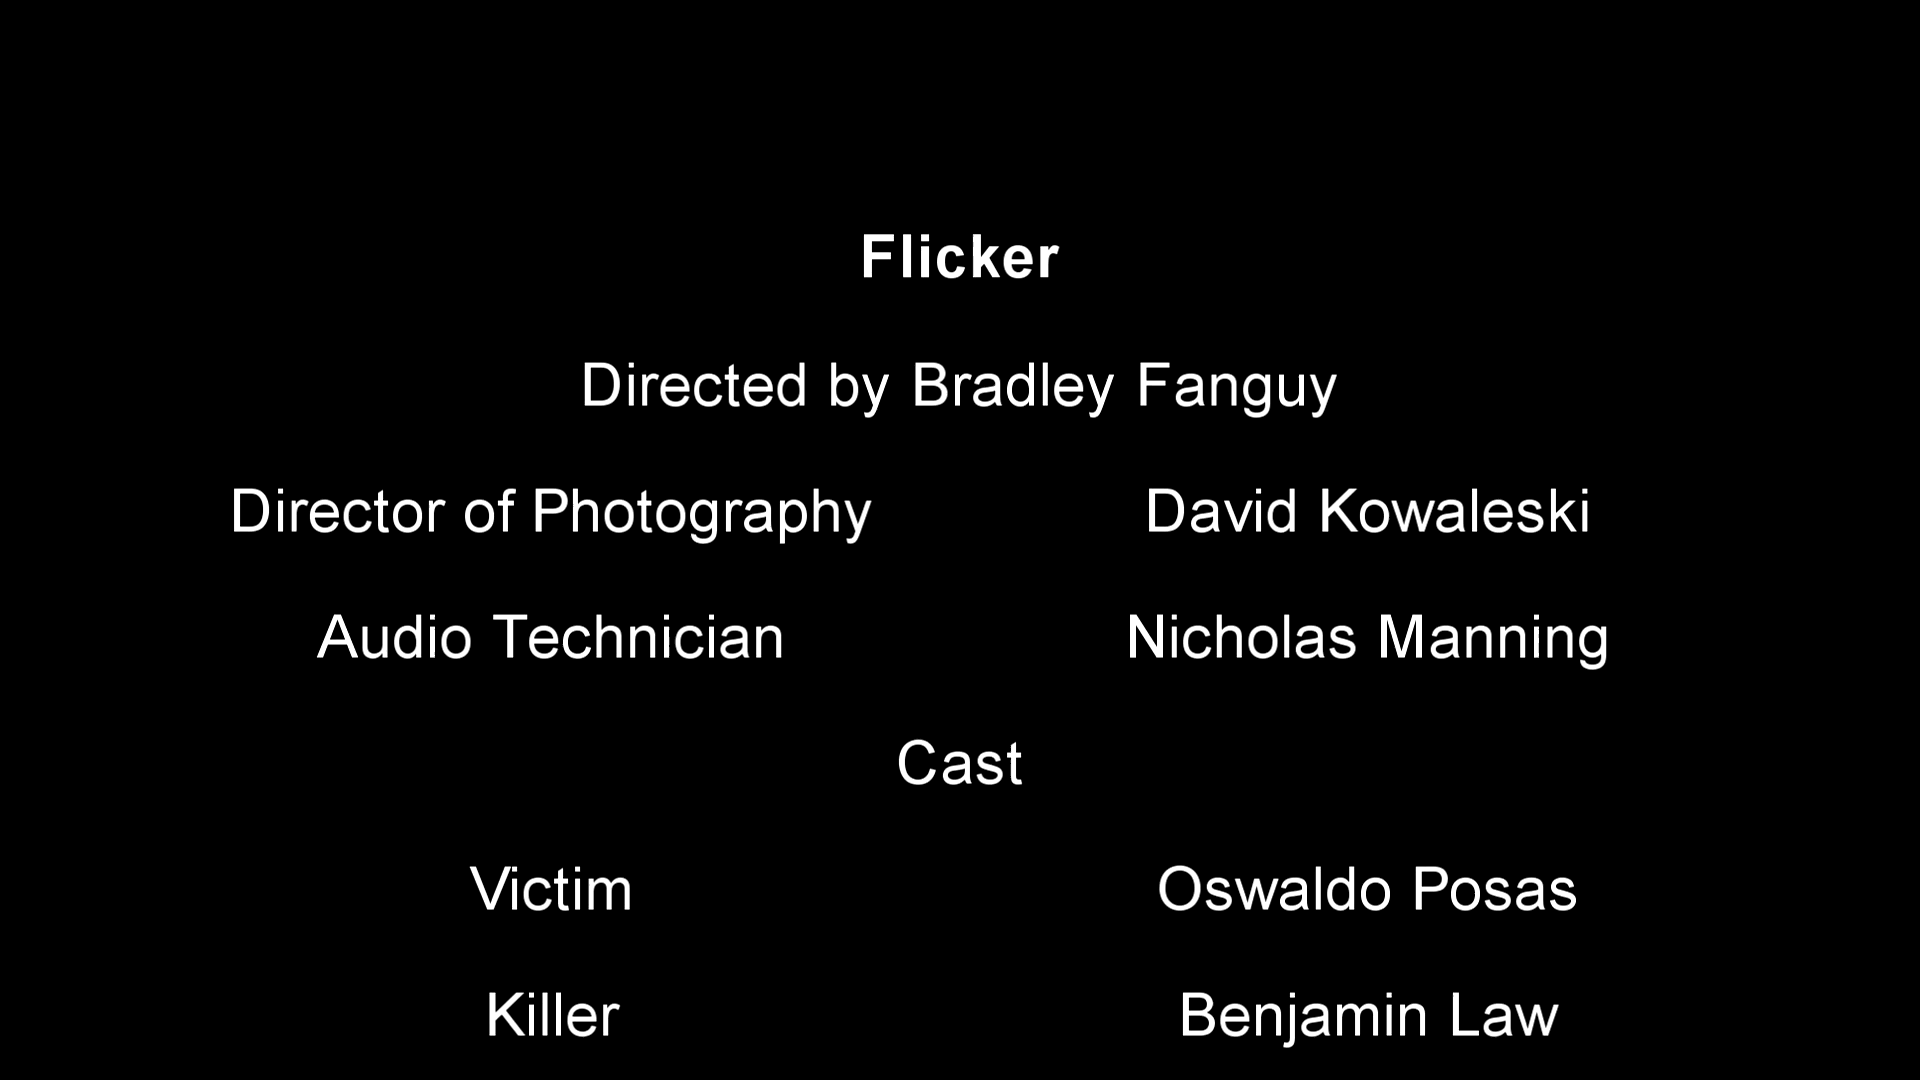 Flicker
Directed by Bradley Fanguy
Director of Photography David Kowaleski
Audio Technician Nicholas Manning
Cast
Victim Oswaldo Posas
Killer Benjamin Law